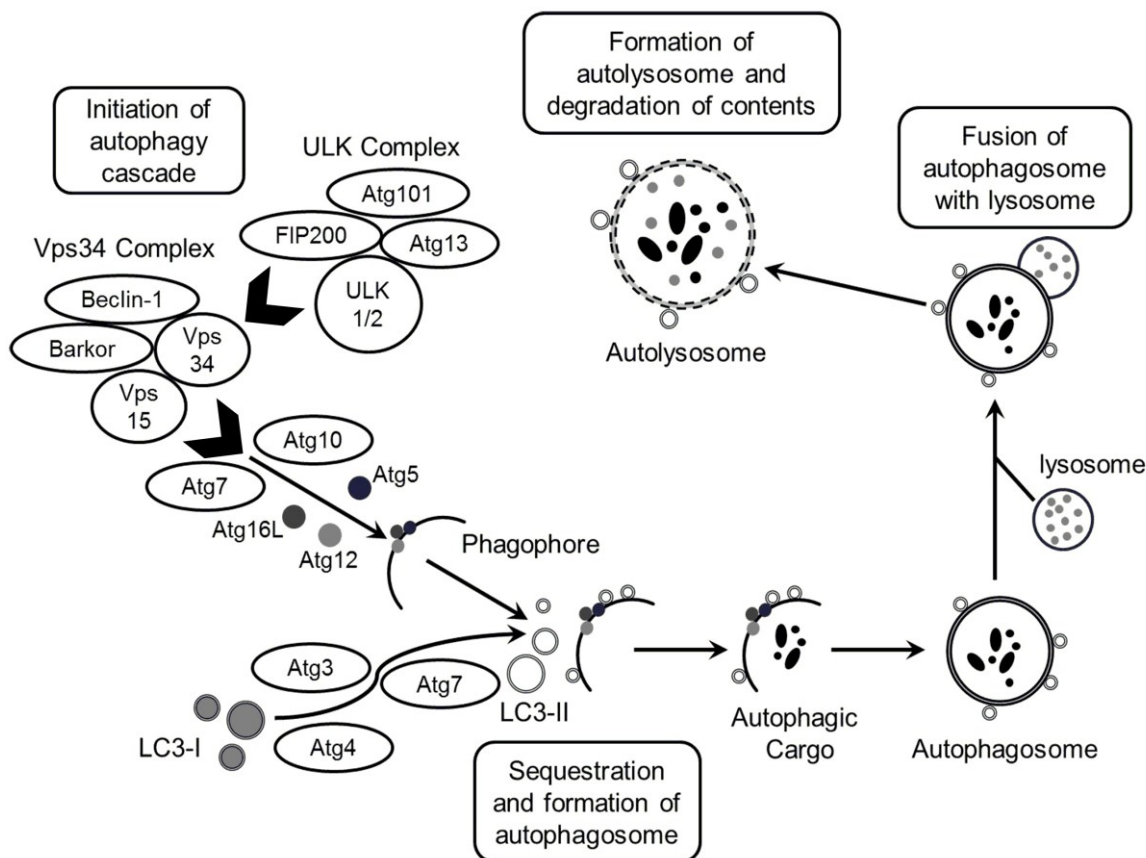 Initiation of
autophagy
cascade
ULK Complex
Atg101
FIP200
Atg13
ULK
1/2
Vps34 Complex
Beclin-1
Barkor
Vps
34
Vps
15
Atg10
Atg7
Atg5
Atg16L
Atg12
Phagophore
Atg3
Atg7
Atg4
LC3-I
LC3-II
Sequestration
and formation of
autophagosome
Autophagic
Cargo
Autophagosome
lysosome
Fusion of
autophagosome
with lysosome
Formation of
autolysosome and
degradation of contents
Autolysosome